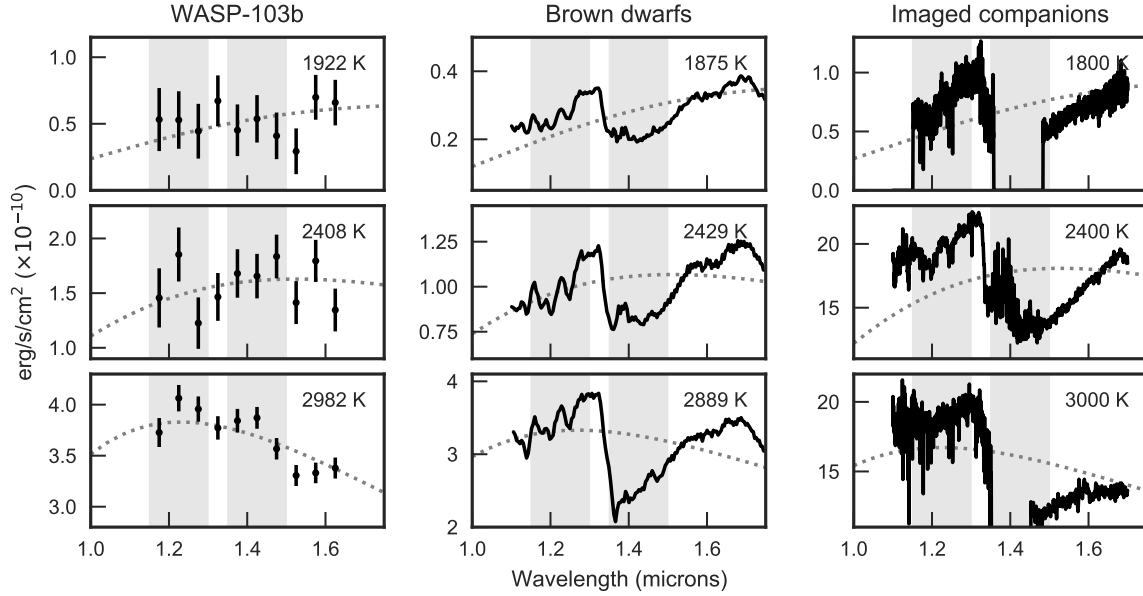 WASP-103b Brown dwarfs Imaged companions
1922 K 1875 K 1800 K
1.0 0.5 0.0
0.4 0.2
1.0 0.5 0.0
2408 K 2429 K 2400 K
2.0 1.5 1.0
1.25 1.00 0.75
20 15
2982 K 2889 K 3000 K
4.0 3.5 3.0
4 3 2
20 15
1.0 1.2 1.4 1.6 1.0 1.2 1.4 1.6 1.0 1.2 1.4 1.6
erg/s/cm² (×10⁻¹⁰)
Wavelength (microns)